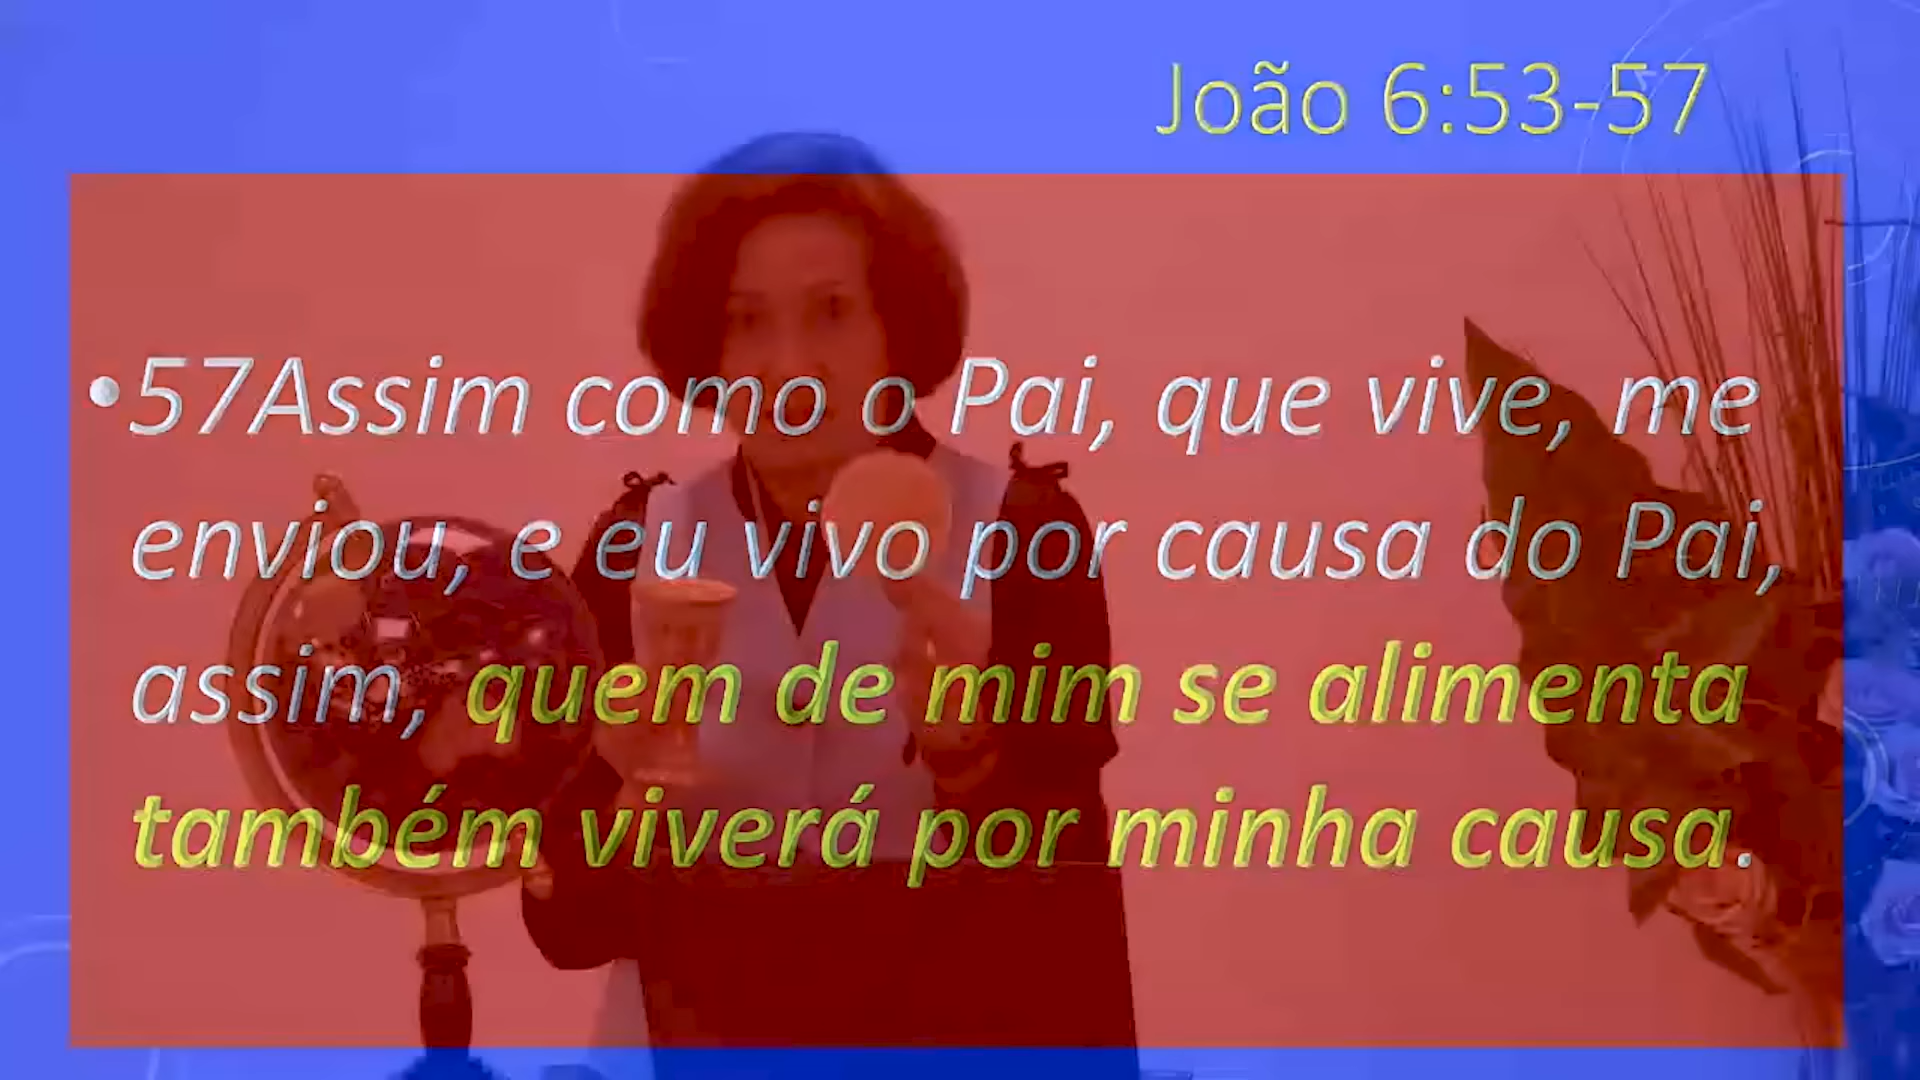 João 6:53-57
•57Assim como o Pai, que vive, me
enviou, e eu vivo por causa do Pai,
assim, quem de mim se alimenta
também viverá por minha causa.